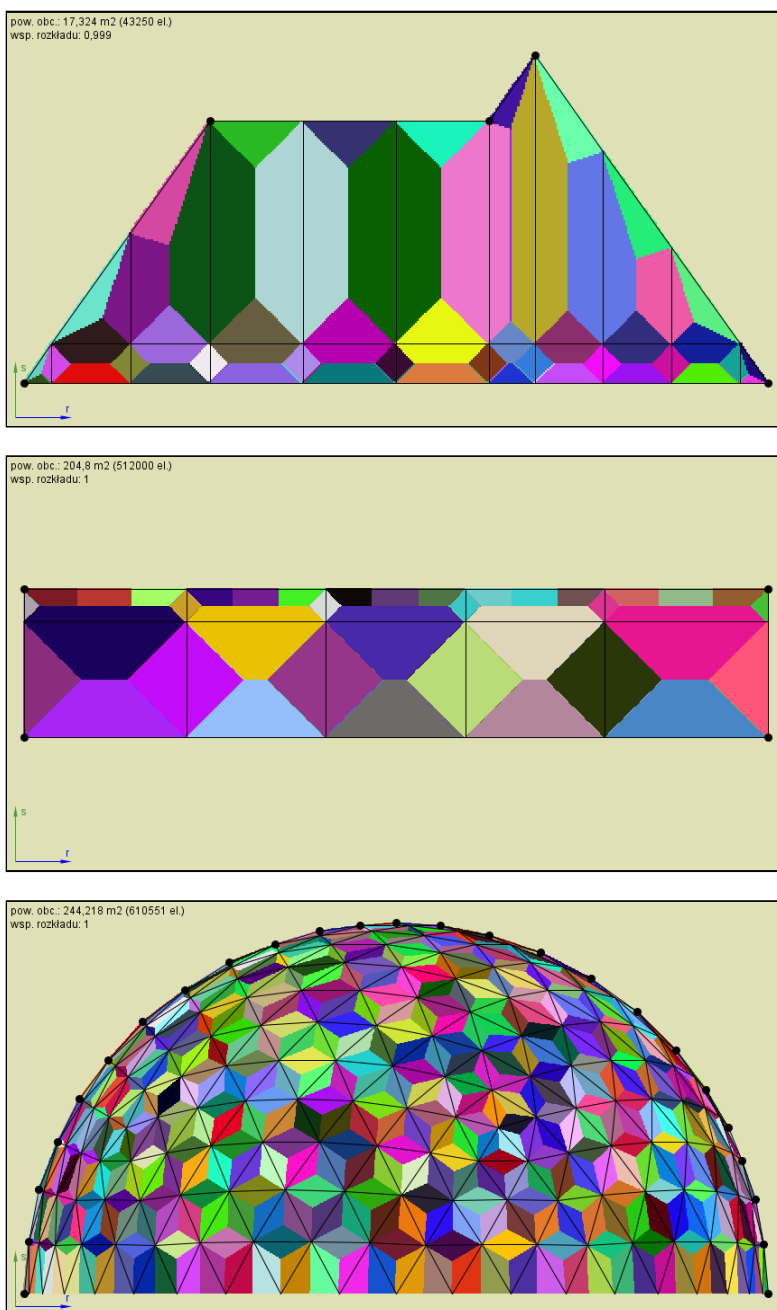 pow. obc.: 17,324 m2 (43250 el.)
wsp. rozkładu: 0,999
s
r
pow. obc.: 204,8 m2 (512000 el.)
wsp. rozkładu: 1
s
r
pow. obc.: 244,218 m2 (610551 el.)
wsp. rozkładu: 1
s
r